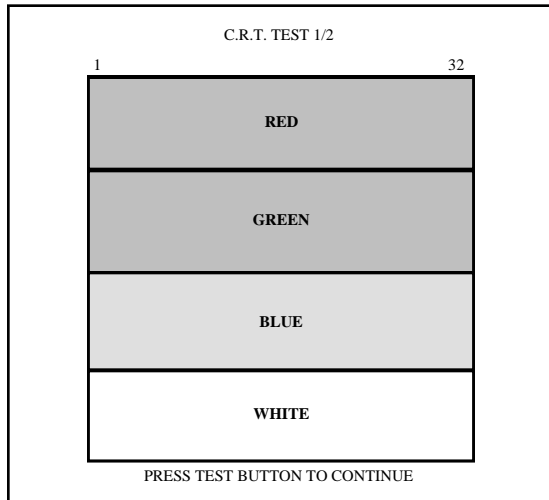 C.R.T. TEST 1/2
1 32
RED
GREEN
BLUE
WHITE
PRESS TEST BUTTON TO CONTINUE